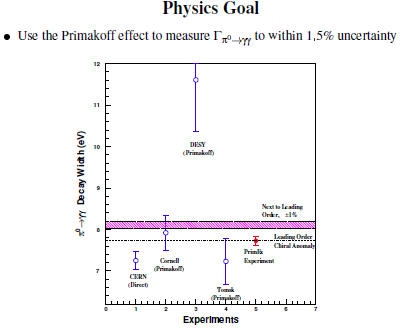 Physics Goal
• Use the Primakoff effect to measure Γπ⁰→γγ to within 1,5% uncertainty
π⁰→γγ Decay Width (eV)
12
11
10
9
8
7
DESY
(Primakoff)
Next to Leading
Order, ±1%
Leading Order
Chiral Anomaly
PrimEx
Experiment
Cornell
(Primakoff)
CERN
(Direct)
Tomsk
(Primakoff)
0 1 2 3 4 5 6 7
Experiments